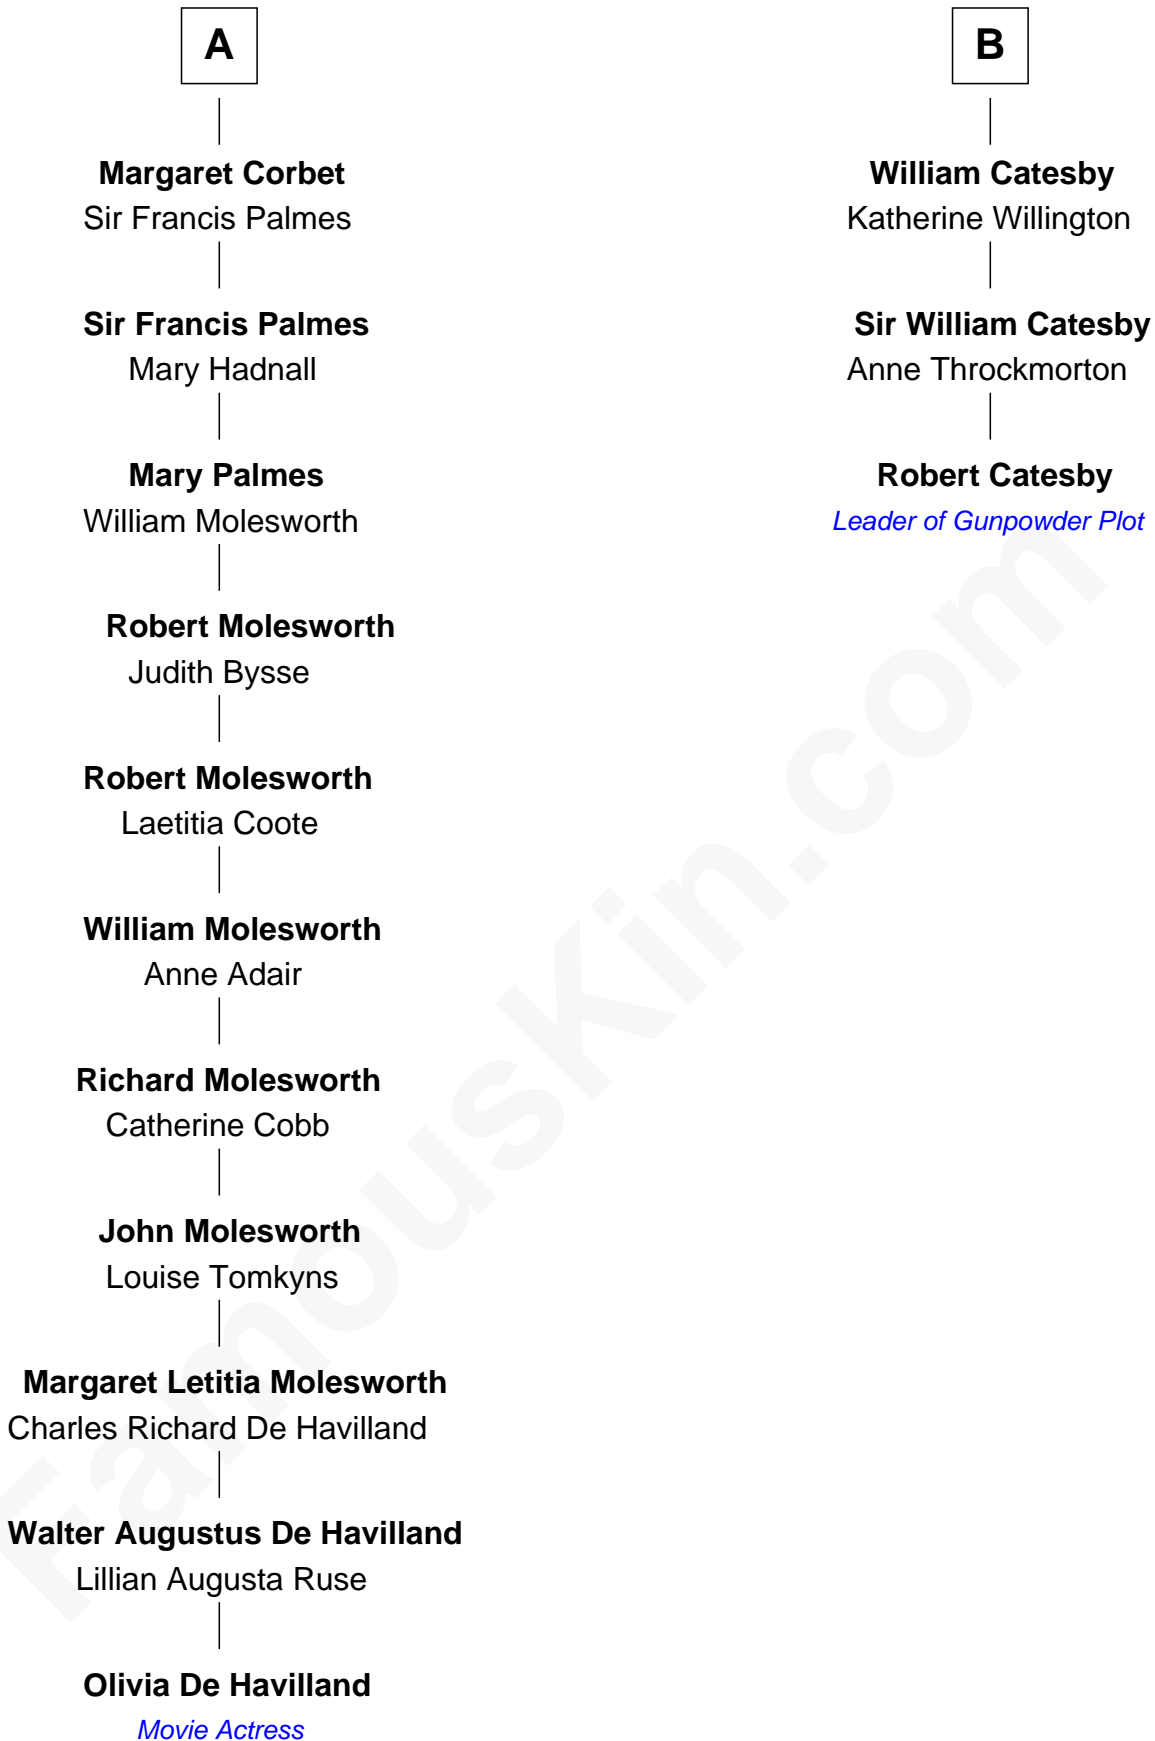 A
Margaret Corbet
Sir Francis Palmes
Sir Francis Palmes
Mary Hadnall
Mary Palmes
William Molesworth
Robert Molesworth
Judith Bysse
Robert Molesworth
Laetitia Coote
William Molesworth
Anne Adair
Richard Molesworth
Catherine Cobb
John Molesworth
Louise Tomkyns
Margaret Letitia Molesworth
Charles Richard De Havilland
Walter Augustus De Havilland
Lillian Augusta Ruse
Olivia De Havilland
Movie Actress
B
William Catesby
Katherine Willington
Sir William Catesby
Anne Throckmorton
Robert Catesby
Leader of Gunpowder Plot
FamousKin.com